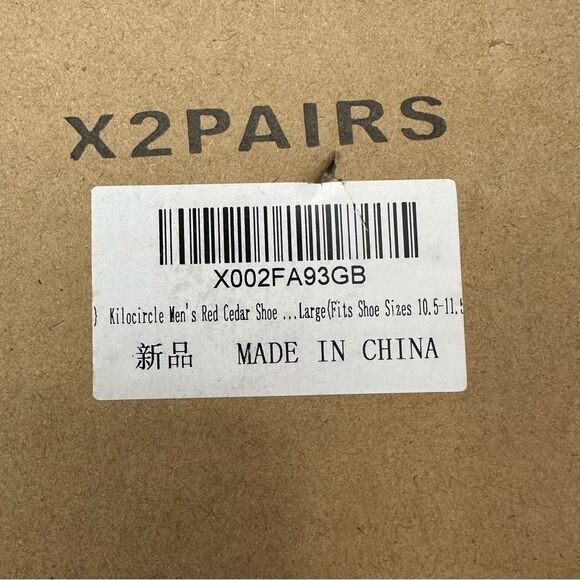 X2PAIRS
X002FA93GB
) Kilocircle Men's Red Cedar Shoe ...Large(Fits Shoe Sizes 10.5-11.5
新品 MADE IN CHINA